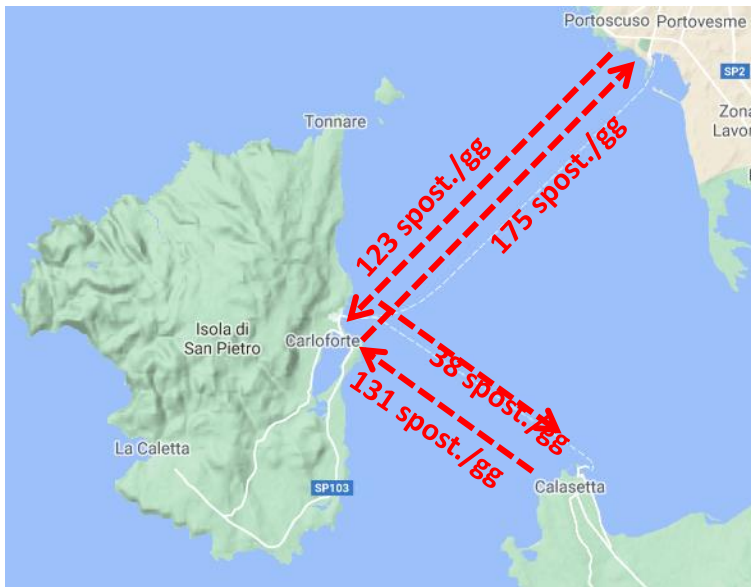 Portoscuso
Portovesme
SP2
Zona
Lavor
Tonnare
123 spost./gg
175 spost./gg
Isola di
San Pietro
Carloforte
38 spost./gg
131 spost./gg
La Caletta
SP103
Calasetta